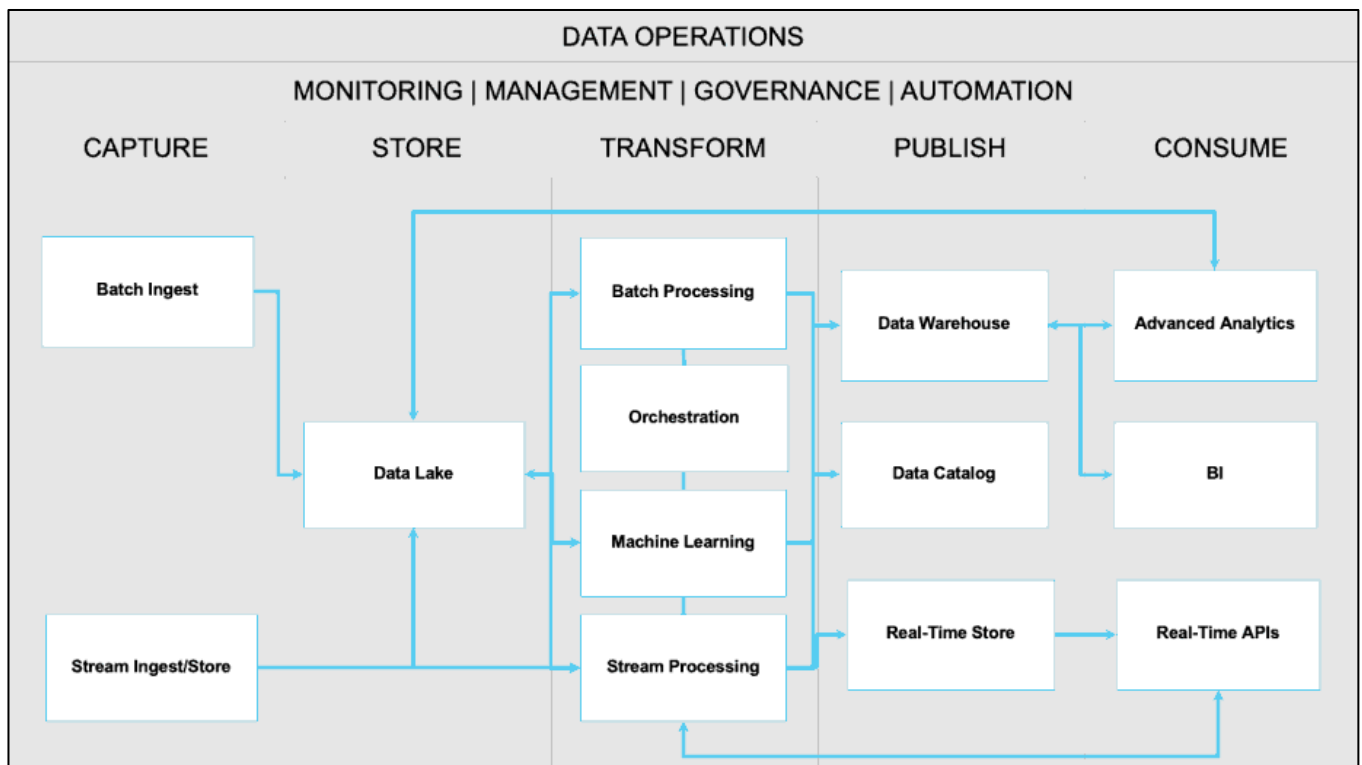 DATA OPERATIONS
MONITORING | MANAGEMENT | GOVERNANCE | AUTOMATION
CAPTURE
STORE
TRANSFORM
PUBLISH
CONSUME
Batch Ingest
Stream Ingest/Store
Data Lake
Batch Processing
Orchestration
Machine Learning
Stream Processing
Data Warehouse
Data Catalog
Real-Time Store
Advanced Analytics
BI
Real-Time APIs